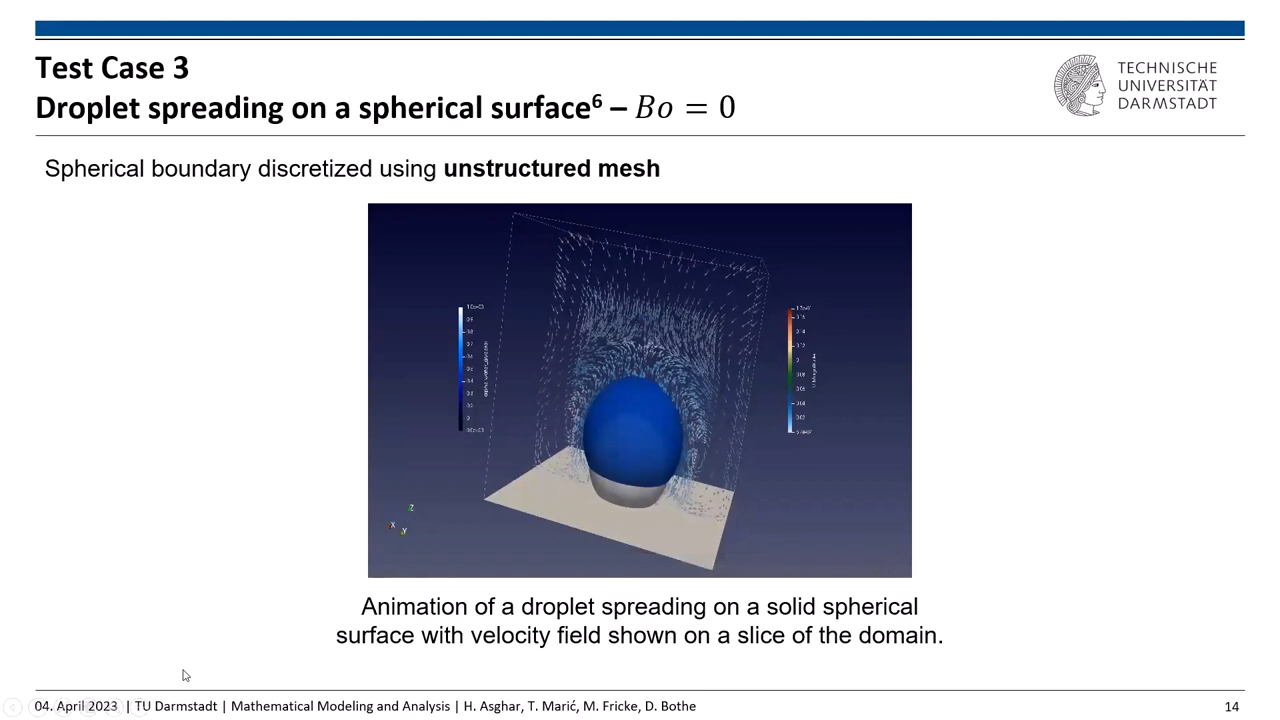 Test Case 3
Droplet spreading on a spherical surface⁶ – Bo = 0
TECHNISCHE
UNIVERSITÄT
DARMSTADT
Spherical boundary discretized using unstructured mesh
Z
X
Y
Animation of a droplet spreading on a solid spherical
surface with velocity field shown on a slice of the domain.
04. April 2023 | TU Darmstadt | Mathematical Modeling and Analysis | H. Asghar, T. Marić, M. Fricke, D. Bothe
14